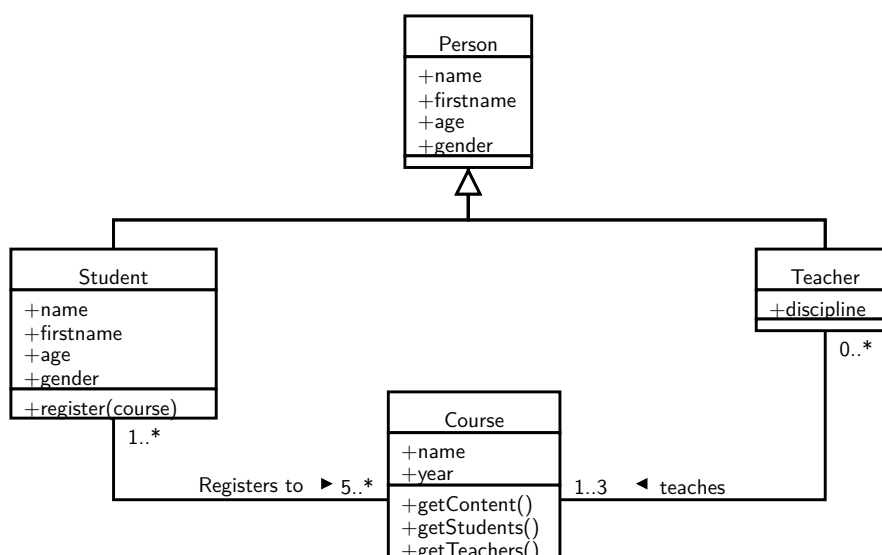 Person
+name
+firstname
+age
+gender
Student
+name
+firstname
+age
+gender
+register(course)
1..*
Teacher
+discipline
0..*
Course
+name
+year
+getContent()
+getStudents()
+getTeachers()
Registers to ► 5..*
1..3 ◄ teaches